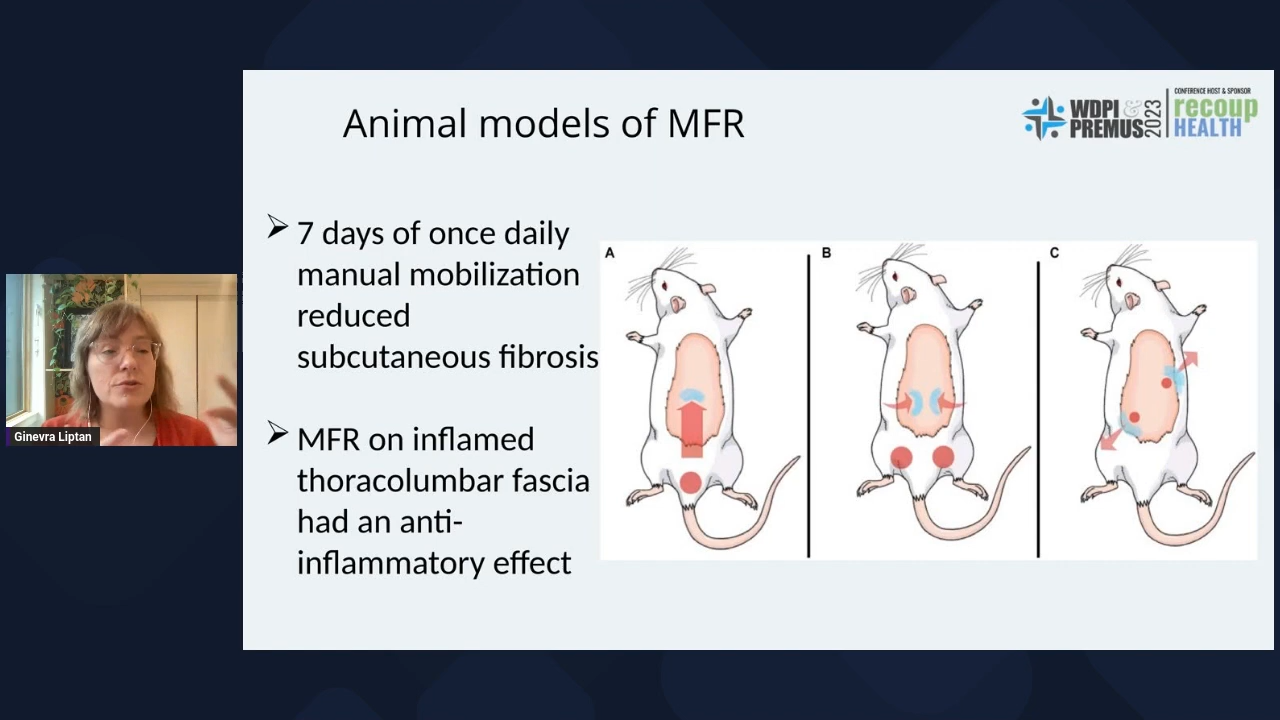 Animal models of MFR
WDPI &
PREMUS
2023
CONFERENCE HOST & SPONSOR
recoup
HEALTH
➢ 7 days of once daily
manual mobilization
reduced
subcutaneous fibrosis
➢ MFR on inflamed
thoracolumbar fascia
had an anti-
inflammatory effect
A
B
C
Ginevra Liptan